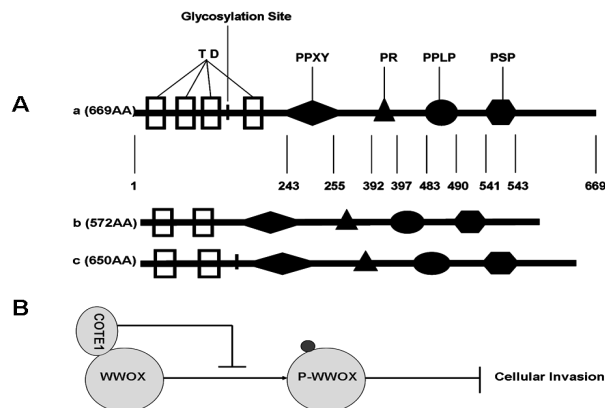 Glycosylation Site
T D
PPXY
PR
PPLP
PSP
A
a (669AA)
1
243
255
392
397
483
490
541
543
669
b (572AA)
c (650AA)
B
COTE1
WWOX
P-WWOX
Cellular Invasion